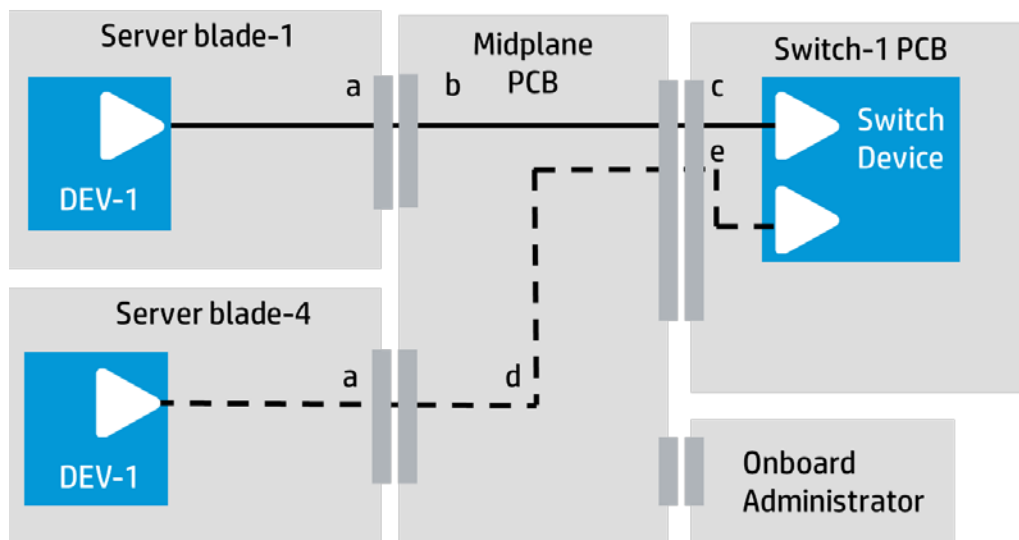 Server blade-1
a
DEV-1
Midplane
PCB
b
Switch-1 PCB
c
e
Switch
Device
Server blade-4
a
DEV-1
d
Onboard
Administrator